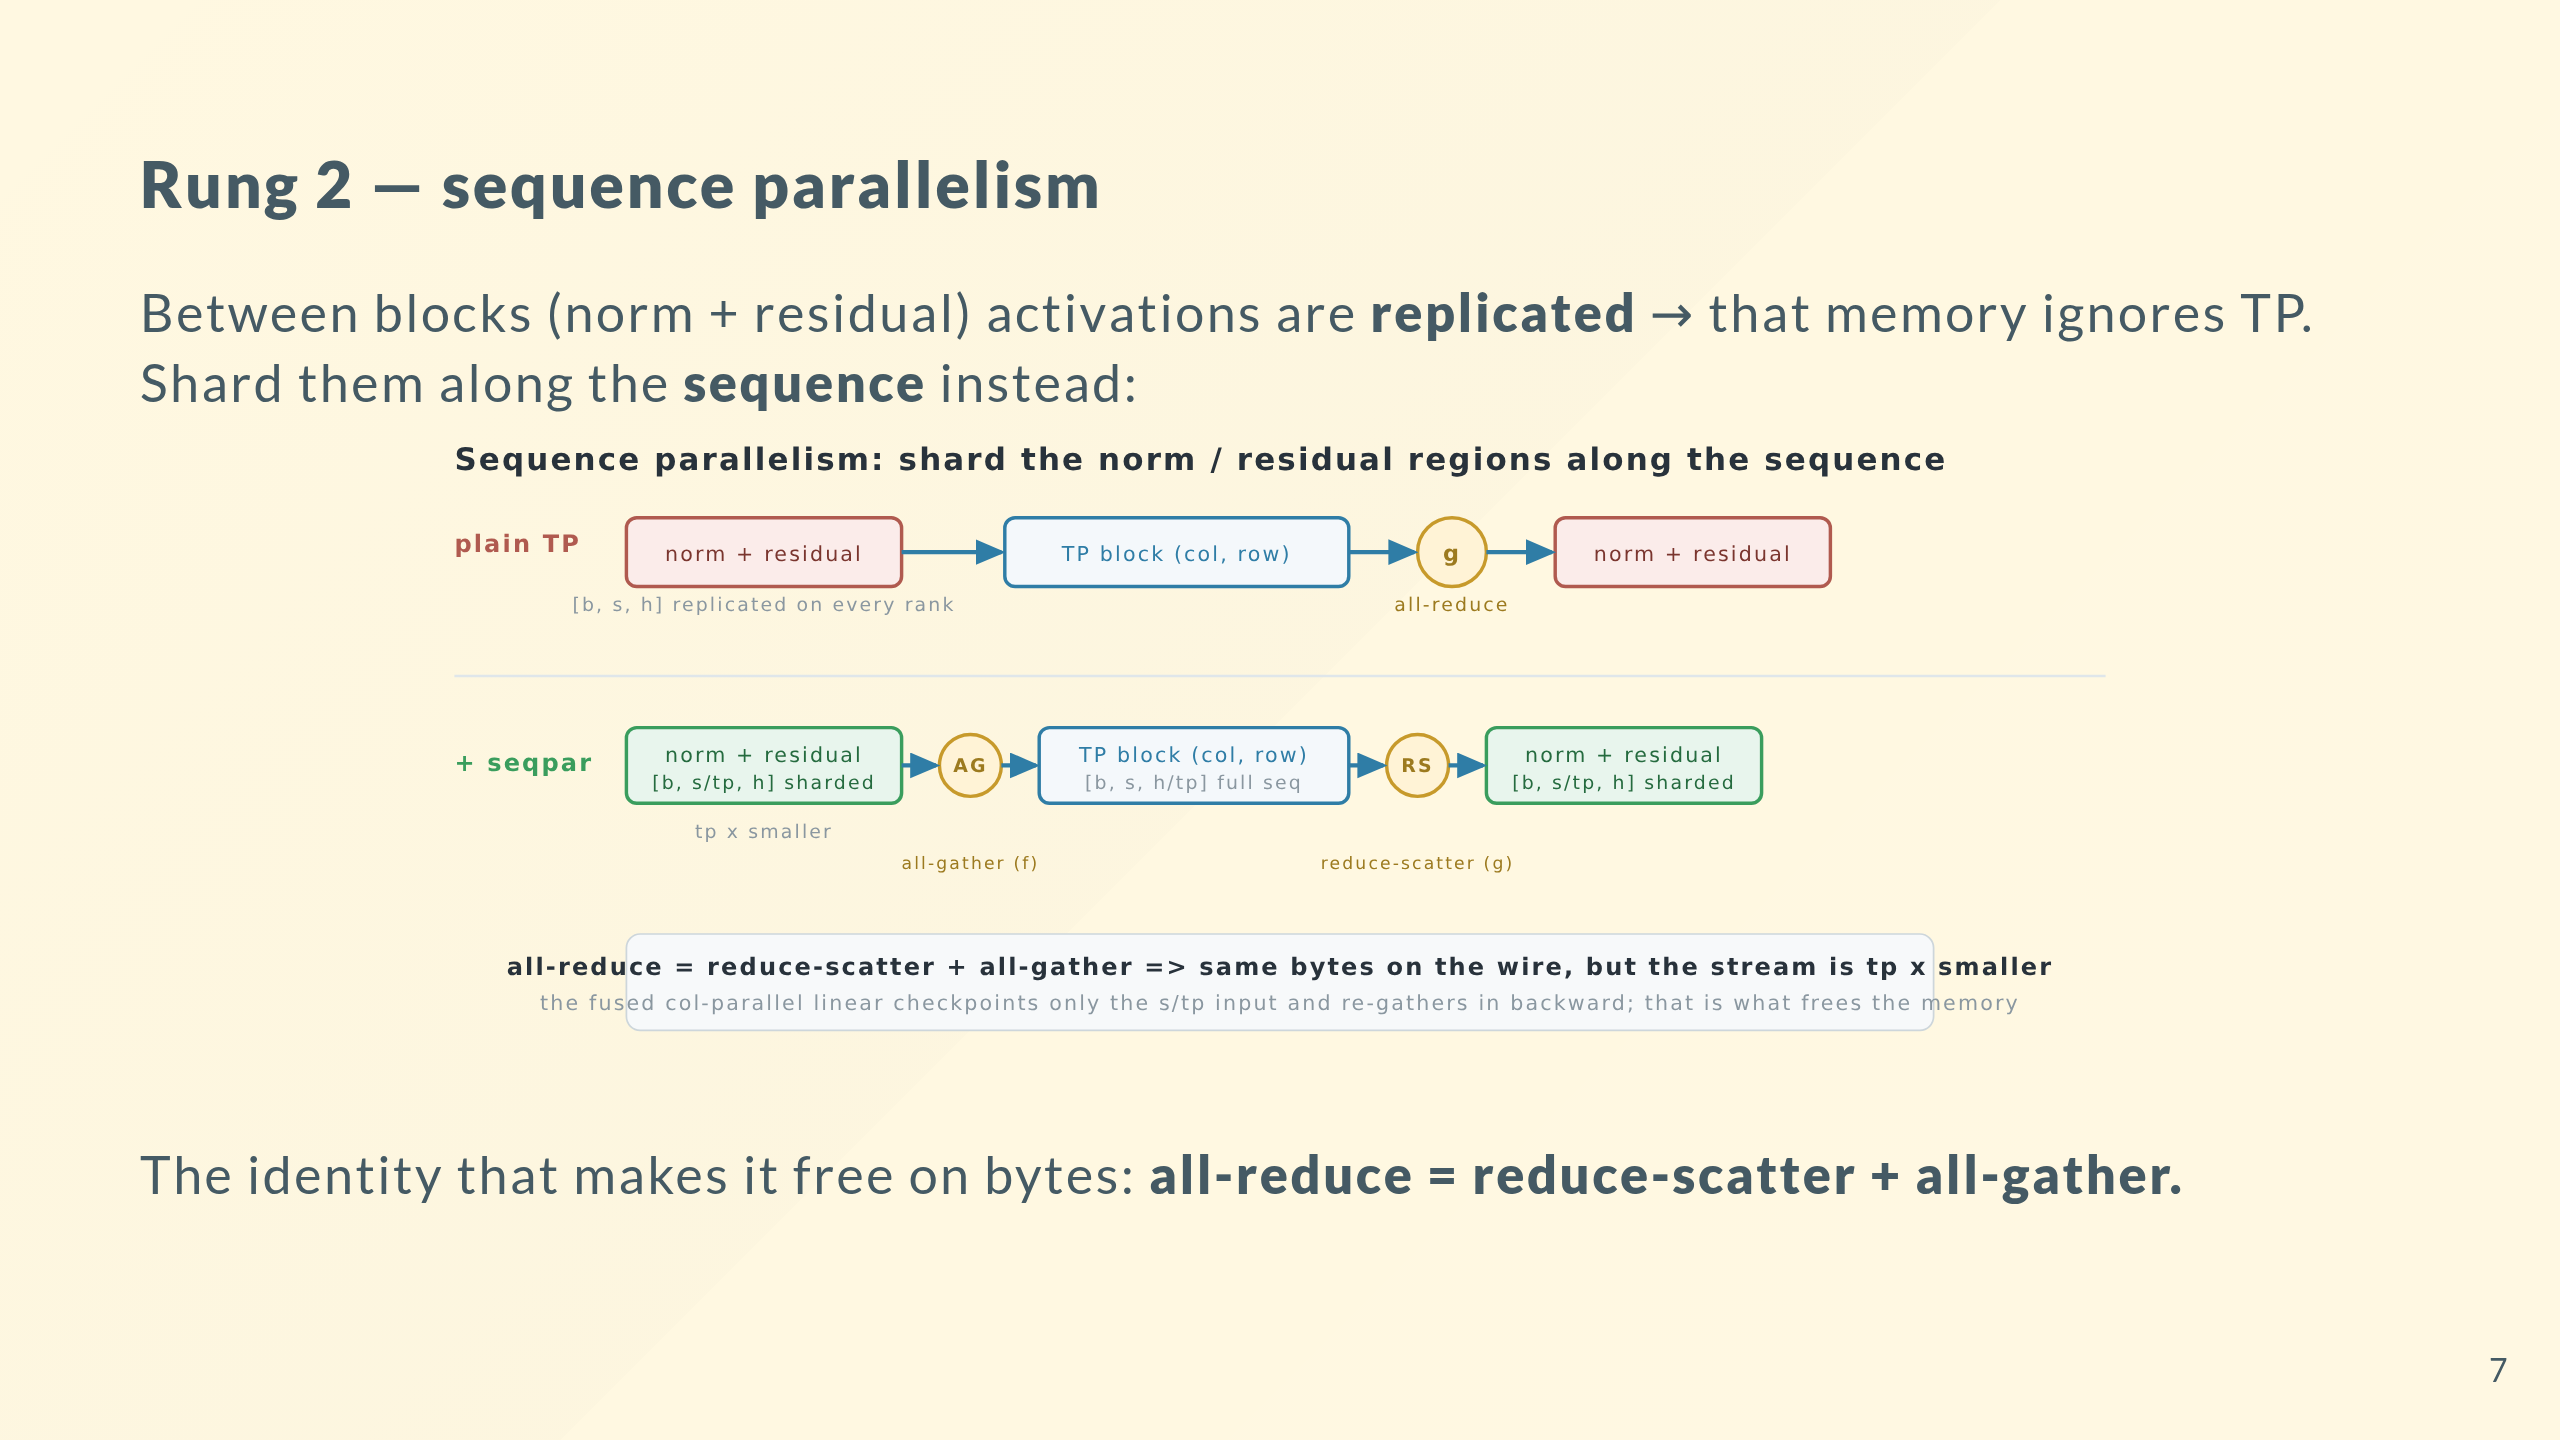 Rung 2 — sequence parallelism
Between blocks (norm + residual) activations are replicated → that memory ignores TP.
Shard them along the sequence instead:
Sequence parallelism: shard the norm / residual regions along the sequence
plain TP
norm + residual
TP block (col, row)
g
norm + residual
[b, s, h] replicated on every rank
all-reduce
+ seqpar
norm + residual
[b, s/tp, h] sharded
AG
TP block (col, row)
[b, s, h/tp] full seq
RS
norm + residual
[b, s/tp, h] sharded
tp x smaller
all-gather (f)
reduce-scatter (g)
all-reduce = reduce-scatter + all-gather => same bytes on the wire, but the stream is tp x smaller
the fused col-parallel linear checkpoints only the s/tp input and re-gathers in backward; that is what frees the memory
The identity that makes it free on bytes: all-reduce = reduce-scatter + all-gather.
7